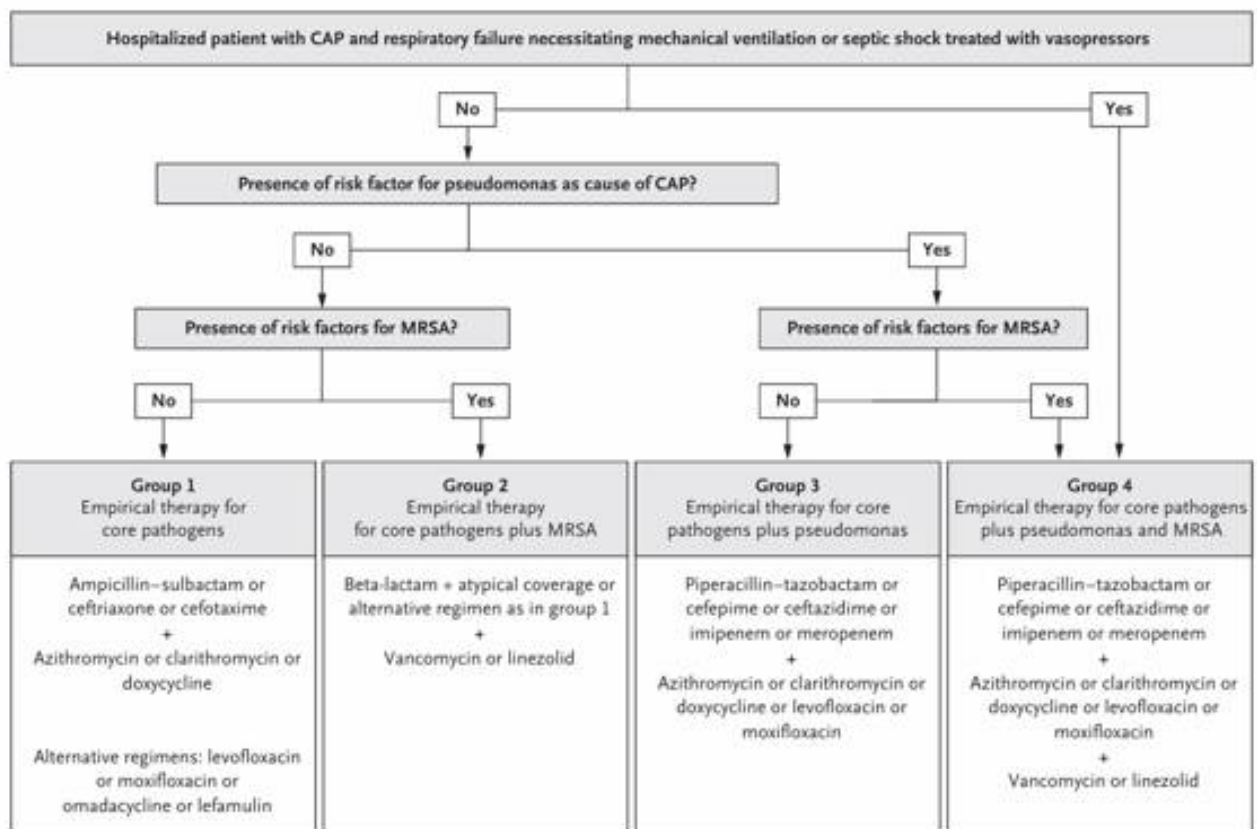 Hospitalized patient with CAP and respiratory failure necessitating mechanical ventilation or septic shock treated with vasopressors
No
Yes
Presence of risk factor for pseudomonas as cause of CAP?
No
Yes
Presence of risk factors for MRSA?
Presence of risk factors for MRSA?
No
Yes
No
Yes
Group 1
Empirical therapy for
core pathogens
Ampicillin–sulbactam or
ceftriaxone or cefotaxime
+
Azithromycin or clarithromycin or
doxycycline
Alternative regimens: levofloxacin
or moxifloxacin or
omadacycline or lefamulin
Group 2
Empirical therapy
for core pathogens plus MRSA
Beta-lactam + atypical coverage or
alternative regimen as in group 1
+
Vancomycin or linezolid
Group 3
Empirical therapy for core
pathogens plus pseudomonas
Piperacillin–tazobactam or
cefepime or ceftazidime or
imipenem or meropenem
+
Azithromycin or clarithromycin or
doxycycline or levofloxacin or
moxifloxacin
Group 4
Empirical therapy for core pathogens
plus pseudomonas and MRSA
Piperacillin–tazobactam or
cefepime or ceftazidime or
imipenem or meropenem
+
Azithromycin or clarithromycin or
doxycycline or levofloxacin or
moxifloxacin
+
Vancomycin or linezolid